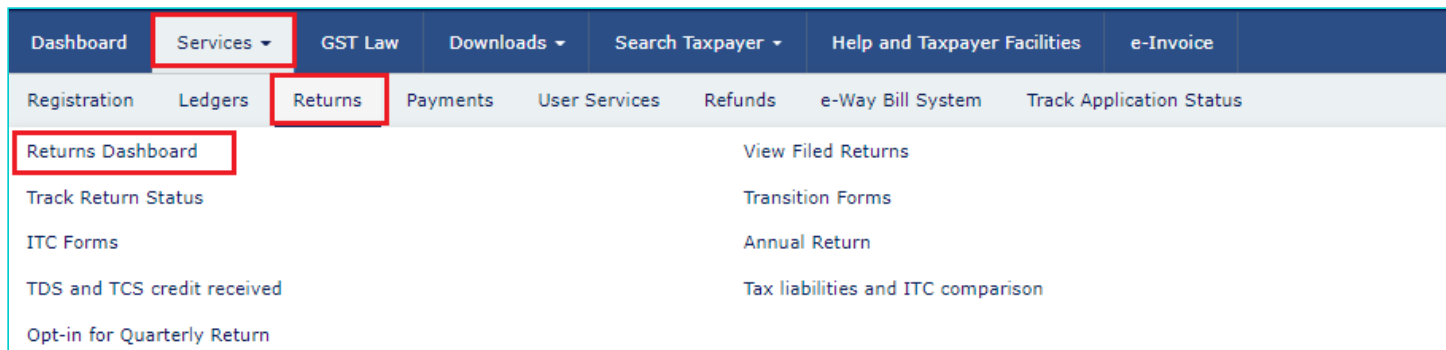 Dashboard Services GST Law Downloads Search Taxpayer Help and Taxpayer Facilities e-Invoice
Registration Ledgers Returns Payments User Services Refunds e-Way Bill System Track Application Status
Returns Dashboard View Filed Returns
Track Return Status Transition Forms
ITC Forms Annual Return
TDS and TCS credit received Tax liabilities and ITC comparison
Opt-in for Quarterly Return